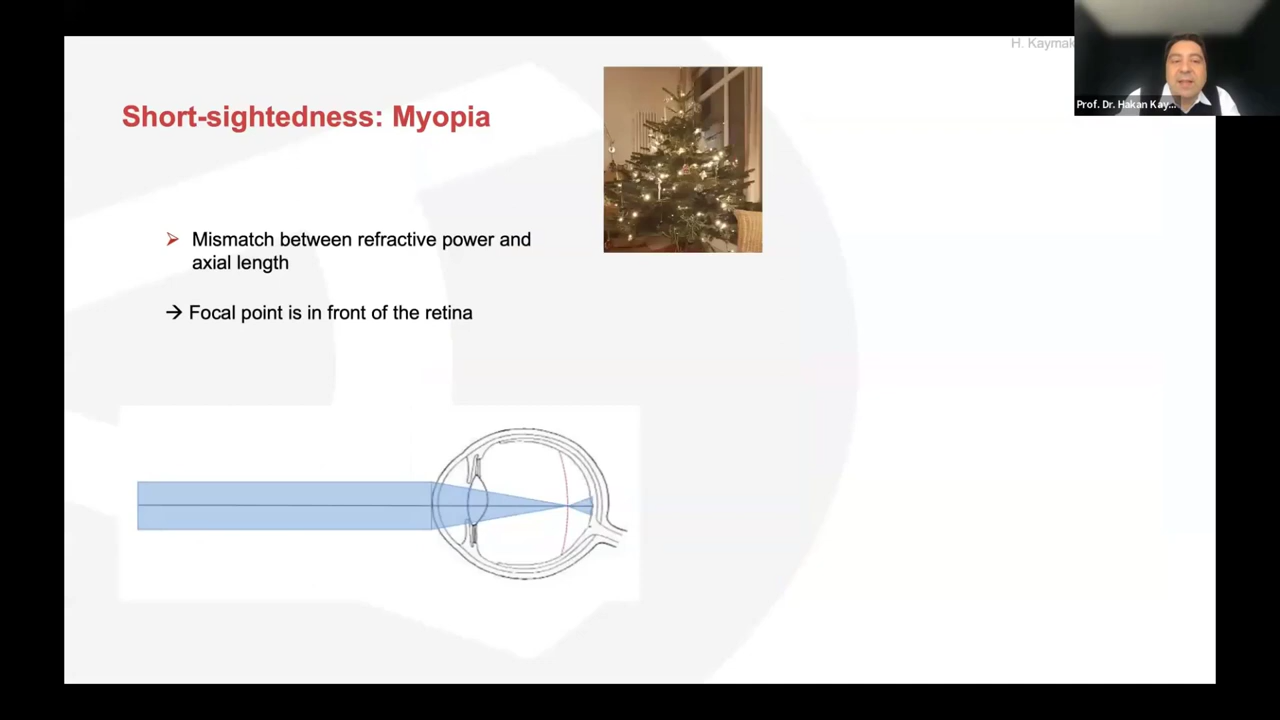 H. Kaymak
Prof. Dr. Hakan Kay...
Short-sightedness: Myopia
➢ Mismatch between refractive power and
axial length
→ Focal point is in front of the retina